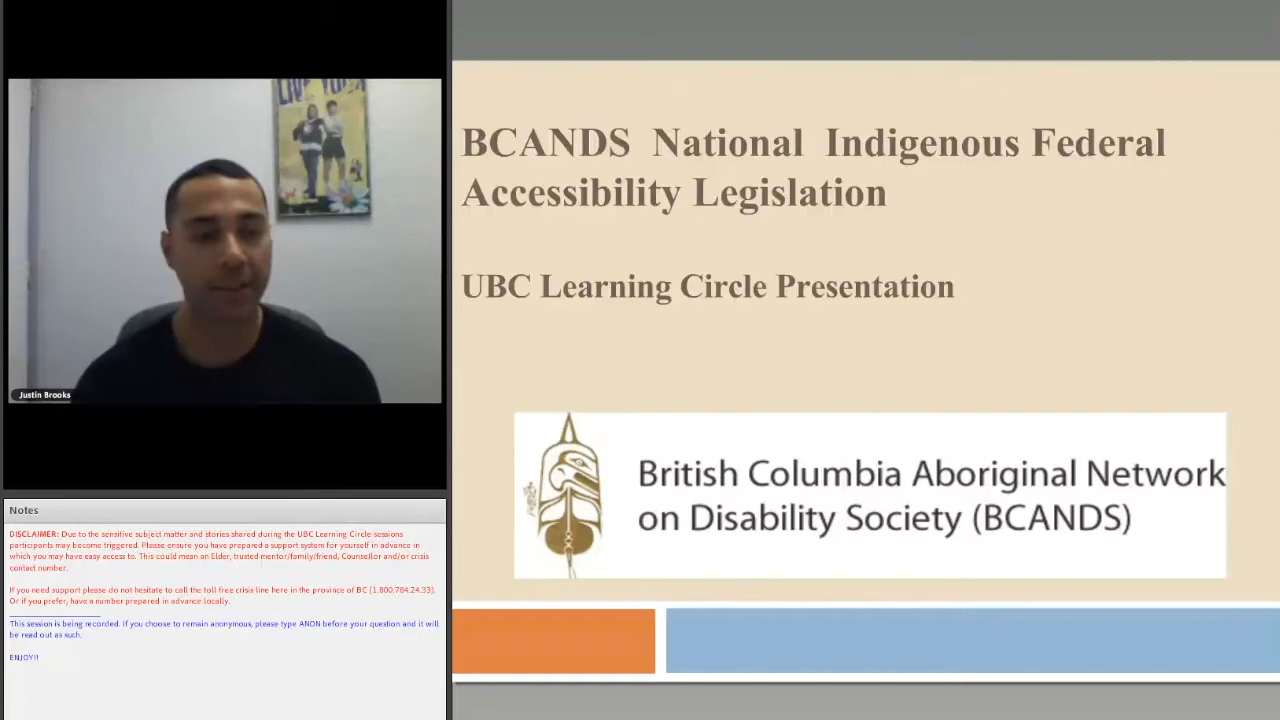 LIVE YOUR
Justin Brooks
Notes
DISCLAIMER: Due to the sensitive subject matter and stories shared during the UBC Learning Circle sessions
participants may become triggered. Please ensure you have prepared a support system for yourself in advance in
which you may have easy access to. This could mean an Elder, trusted mentor/family/friend, Counsellor and/or crisis
contact number.
If you need support please do not hesitate to call the toll free crisis line here in the province of BC (1.800.784.24.33).
Or if you prefer, have a number prepared in advance locally.
This session is being recorded. If you choose to remain anonymous, please type ANON before your question and it will
be read out as such.
ENJOY!!
BCANDS National Indigenous Federal
Accessibility Legislation
UBC Learning Circle Presentation
British Columbia Aboriginal Network
on Disability Society (BCANDS)